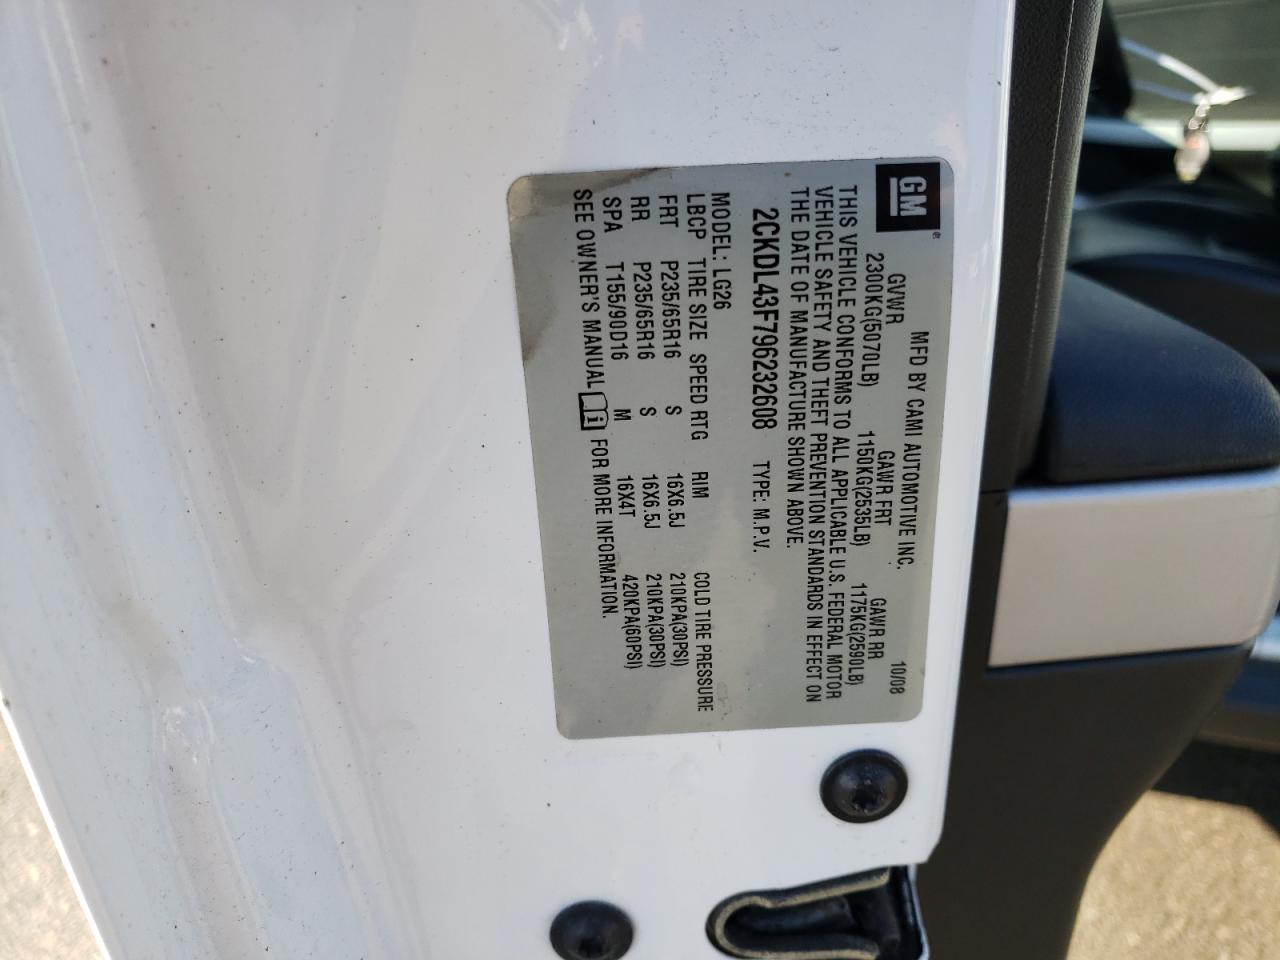 GM
MFD BY CAMI AUTOMOTIVE INC. 10/08
GVWR GAWR FRT GAWR RR
2300KG(5070LB) 1150KG(2535LB) 1175KG(2590LB)
THIS VEHICLE CONFORMS TO ALL APPLICABLE U.S. FEDERAL MOTOR
VEHICLE SAFETY AND THEFT PREVENTION STANDARDS IN EFFECT ON
THE DATE OF MANUFACTURE SHOWN ABOVE.
2CKDL43F796232608 TYPE: M.P.V.
MODEL: LG26
LBCP TIRE SIZE SPEED RTG RIM COLD TIRE PRESSURE
FRT P235/65R16 S 16X6.5J 210KPA(30PSI)
RR P235/65R16 S 16X6.5J 210KPA(30PSI)
SPA T155/90D16 M 16X4T 420KPA(60PSI)
SEE OWNER'S MANUAL i FOR MORE INFORMATION.